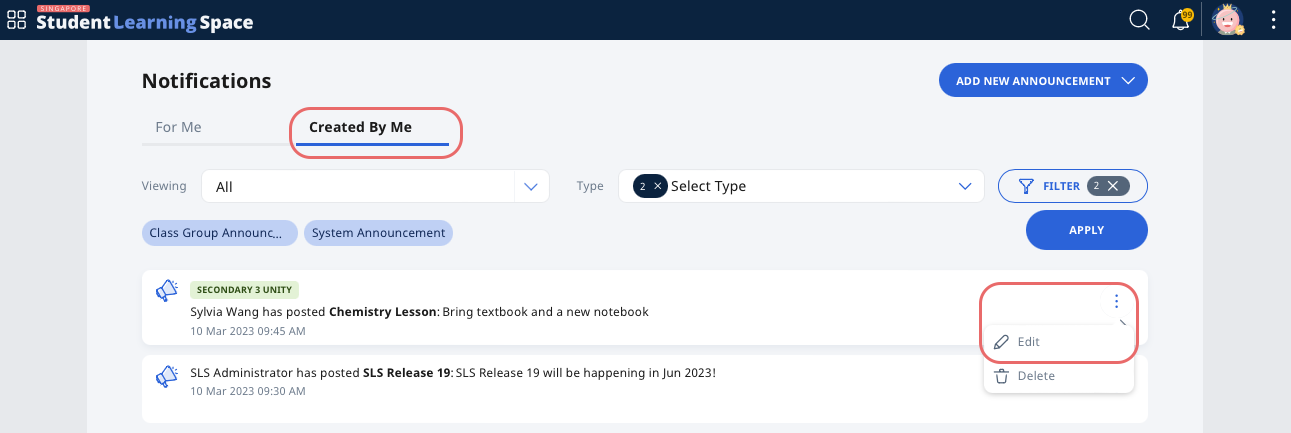 SINGAPORE
Student Learning Space
99
Notifications
ADD NEW ANNOUNCEMENT
For Me
Created By Me
Viewing
All
Type
2 × Select Type
FILTER 2 ×
Class Group Announc...
System Announcement
APPLY
SECONDARY 3 UNITY
Sylvia Wang has posted Chemistry Lesson: Bring textbook and a new notebook
10 Mar 2023 09:45 AM
Edit
SLS Administrator has posted SLS Release 19: SLS Release 19 will be happening in Jun 2023!
Delete
10 Mar 2023 09:30 AM